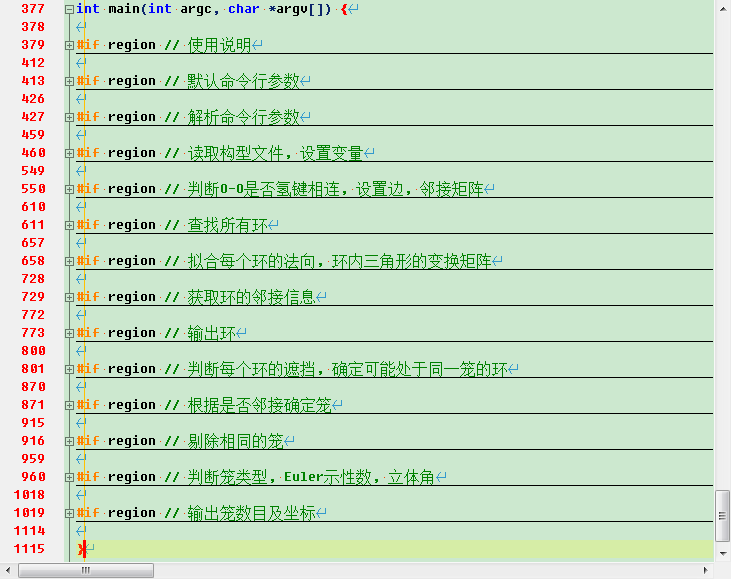 377 int main(int argc, char *argv[]) {
378
379 #if region // 使用说明
412
413 #if region // 默认命令行参数
426
427 #if region // 解析命令行参数
459
460 #if region // 读取构型文件，设置变量
549
550 #if region // 判断O-O是否氢键相连，设置边，邻接矩阵
610
611 #if region // 查找所有环
657
658 #if region // 拟合每个环的法向，环内三角形的变换矩阵
728
729 #if region // 获取环的邻接信息
772
773 #if region // 输出环
800
801 #if region // 判断每个环的遮挡，确定可能处于同一笼的环
870
871 #if region // 根据是否邻接确定笼
915
916 #if region // 剔除相同的笼
959
960 #if region // 判断笼类型，Euler示性数，立体角
1018
1019 #if region // 输出笼数目及坐标
1114
1115 }